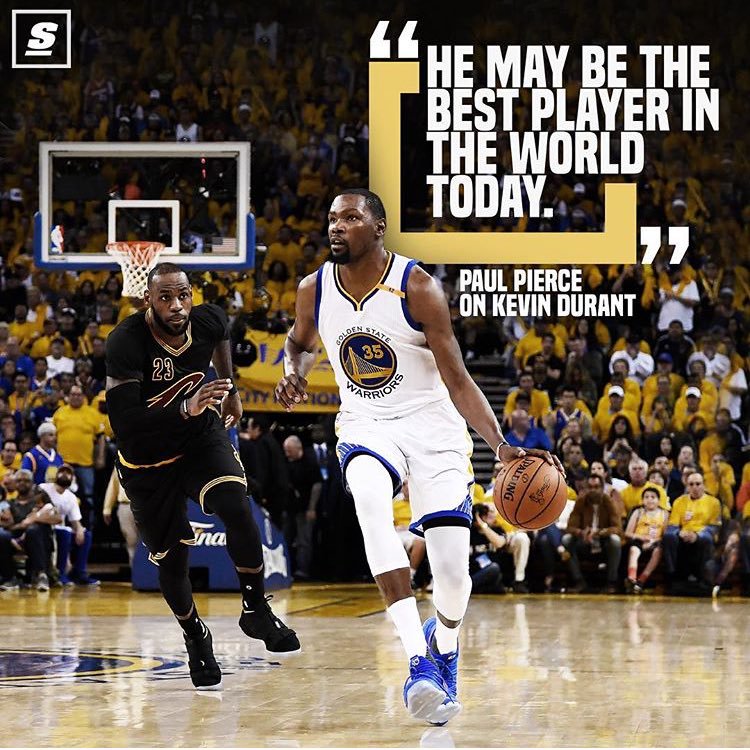 S
“HE MAY BE THE
BEST PLAYER IN
THE WORLD
TODAY.”
PAUL PIERCE
ON KEVIN DURANT
23
GOLDEN STATE
35
WARRIORS
SPALDING
Finals